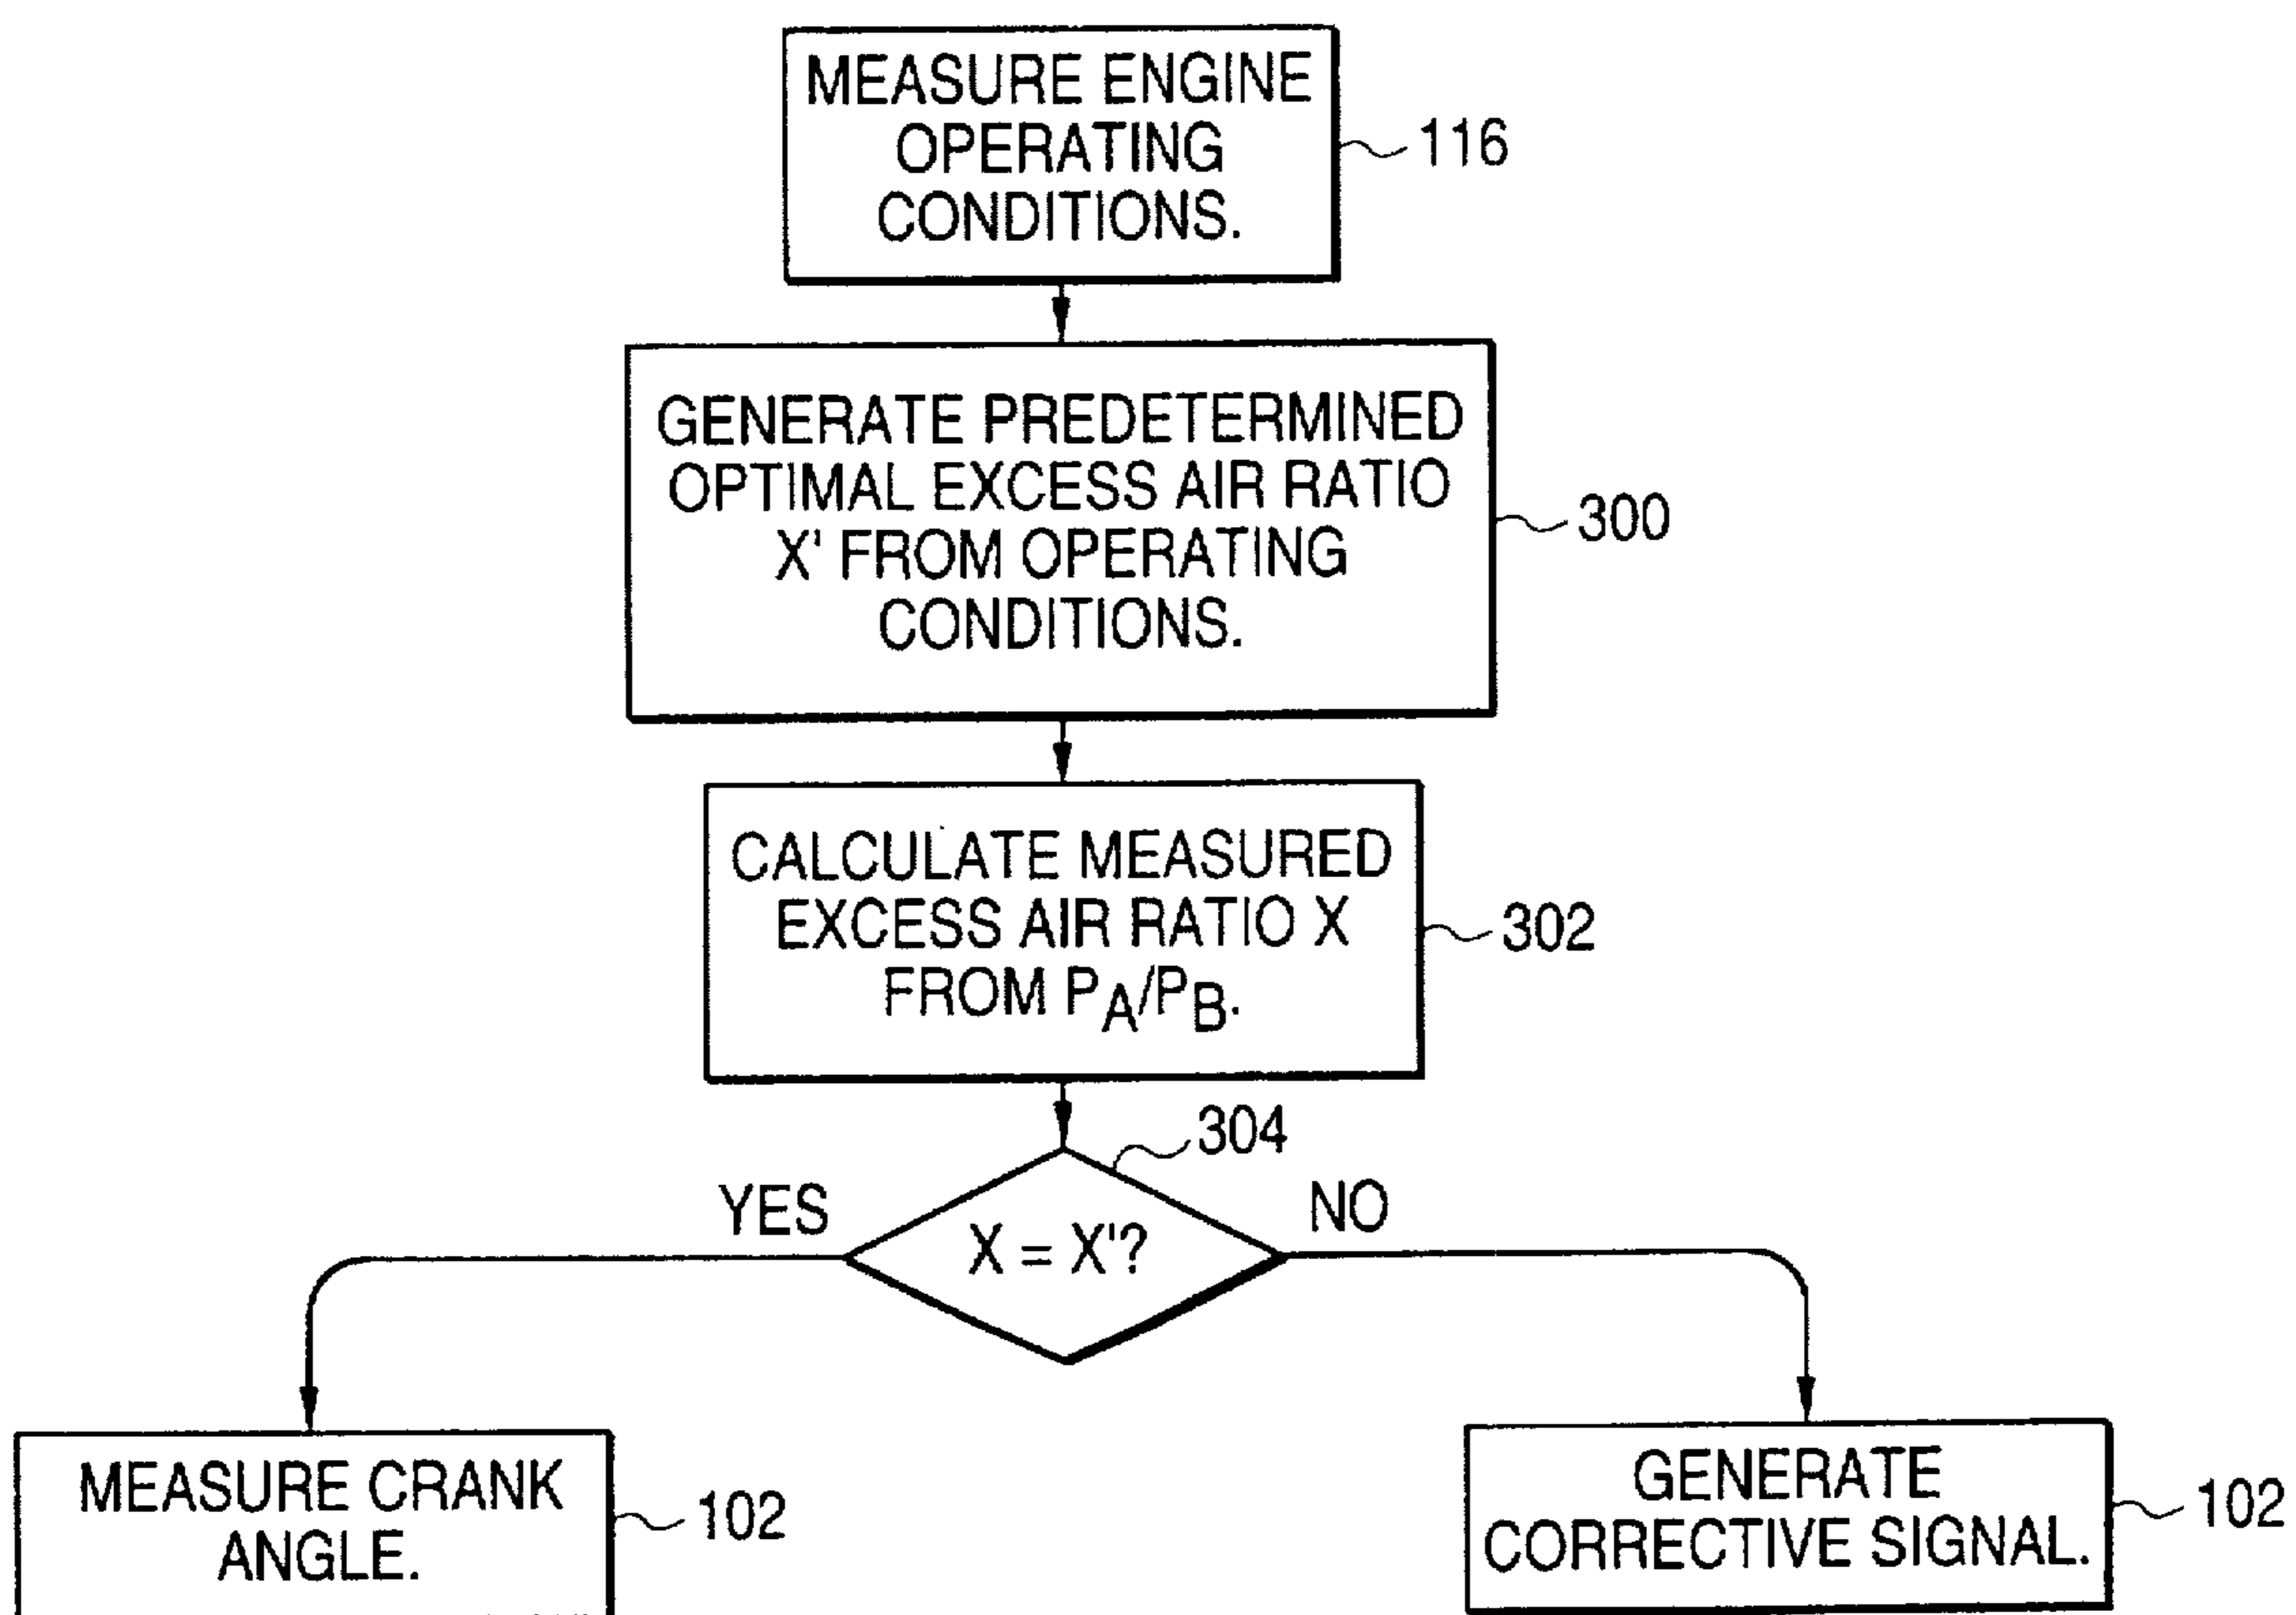 MEASURE ENGINE
OPERATING
CONDITIONS.
116
GENERATE PREDETERMINED
OPTIMAL EXCESS AIR RATIO
X' FROM OPERATING
CONDITIONS.
300
CALCULATE MEASURED
EXCESS AIR RATIO X
FROM PA/PB.
302
304
YES
X = X'?
NO
MEASURE CRANK
ANGLE.
102
GENERATE
CORRECTIVE SIGNAL.
102